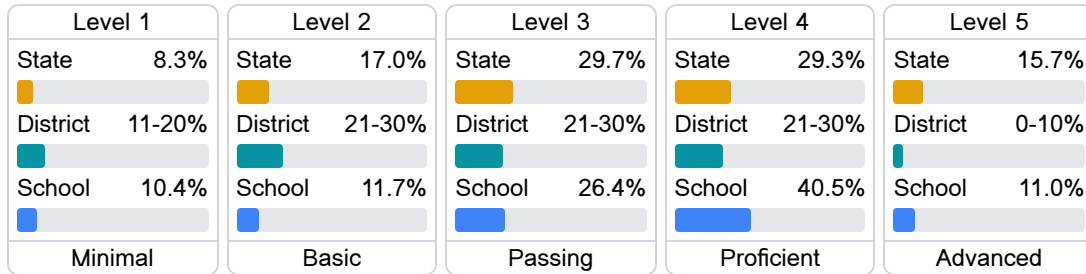 Level 1
State 8.3%
District 11-20%
School 10.4%
Minimal
Level 2
State 17.0%
District 21-30%
School 11.7%
Basic
Level 3
State 29.7%
District 21-30%
School 26.4%
Passing
Level 4
State 29.3%
District 21-30%
School 40.5%
Proficient
Level 5
State 15.7%
District 0-10%
School 11.0%
Advanced